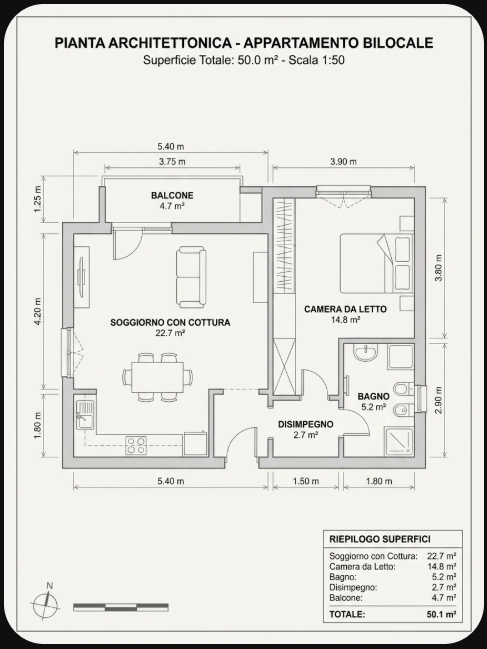 PIANTA ARCHITETTONICA - APPARTAMENTO BILOCALE
Superficie Totale: 50.0 m² - Scala 1:50
5.40 m
3.75 m
3.90 m
1.25 m
BALCONE
4.7 m²
4.20 m
3.80 m
SOGGIORNO CON COTTURA
22.7 m²
CAMERA DA LETTO
14.8 m²
1.80 m
2.90 m
BAGNO
5.2 m²
DISIMPEGNO
2.7 m²
5.40 m
1.50 m
1.80 m
RIEPILOGO SUPERFICI
Soggiorno con Cottura: 22.7 m²
Camera da Letto: 14.8 m²
Bagno: 5.2 m²
Disimpegno: 2.7 m²
Balcone: 4.7 m²
TOTALE: 50.1 m²
N